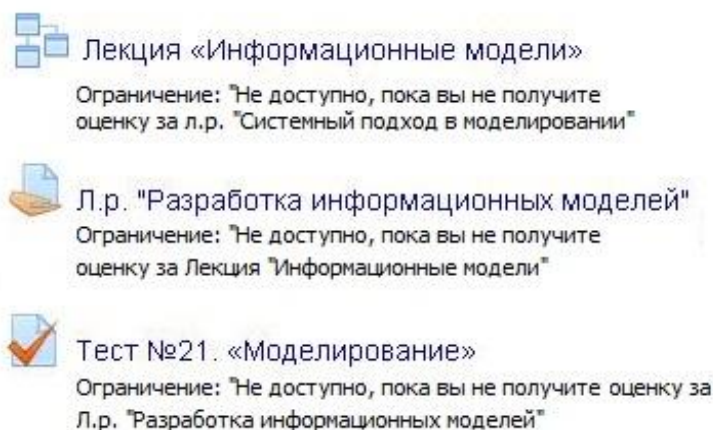 Лекция «Информационные модели»
Ограничение: "Не доступно, пока вы не получите
оценку за л.р. "Системный подход в моделировании"
Л.р. "Разработка информационных моделей"
Ограничение: "Не доступно, пока вы не получите
оценку за Лекция "Информационные модели"
Тест №21. «Моделирование»
Ограничение: "Не доступно, пока вы не получите оценку за
Л.р. "Разработка информационных моделей"